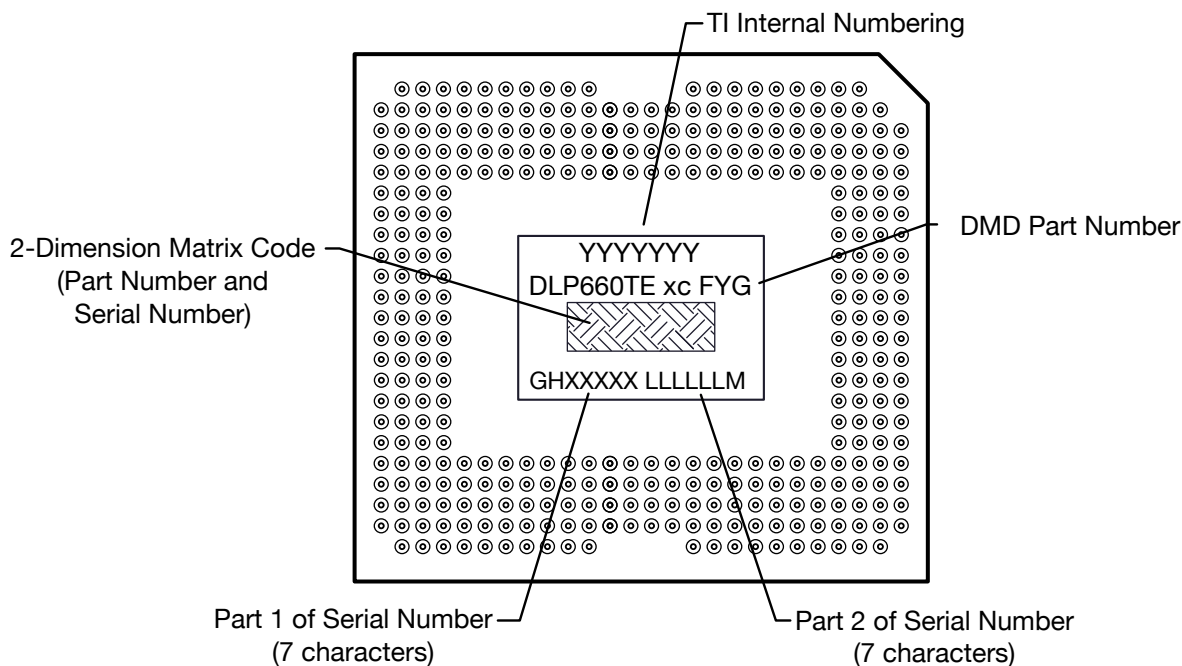 TI Internal Numbering
2-Dimension Matrix Code
(Part Number and
Serial Number)
DMD Part Number
YYYYYYY
DLP660TE xc FYG
GHXXXXX LLLLLLM
Part 1 of Serial Number
(7 characters)
Part 2 of Serial Number
(7 characters)